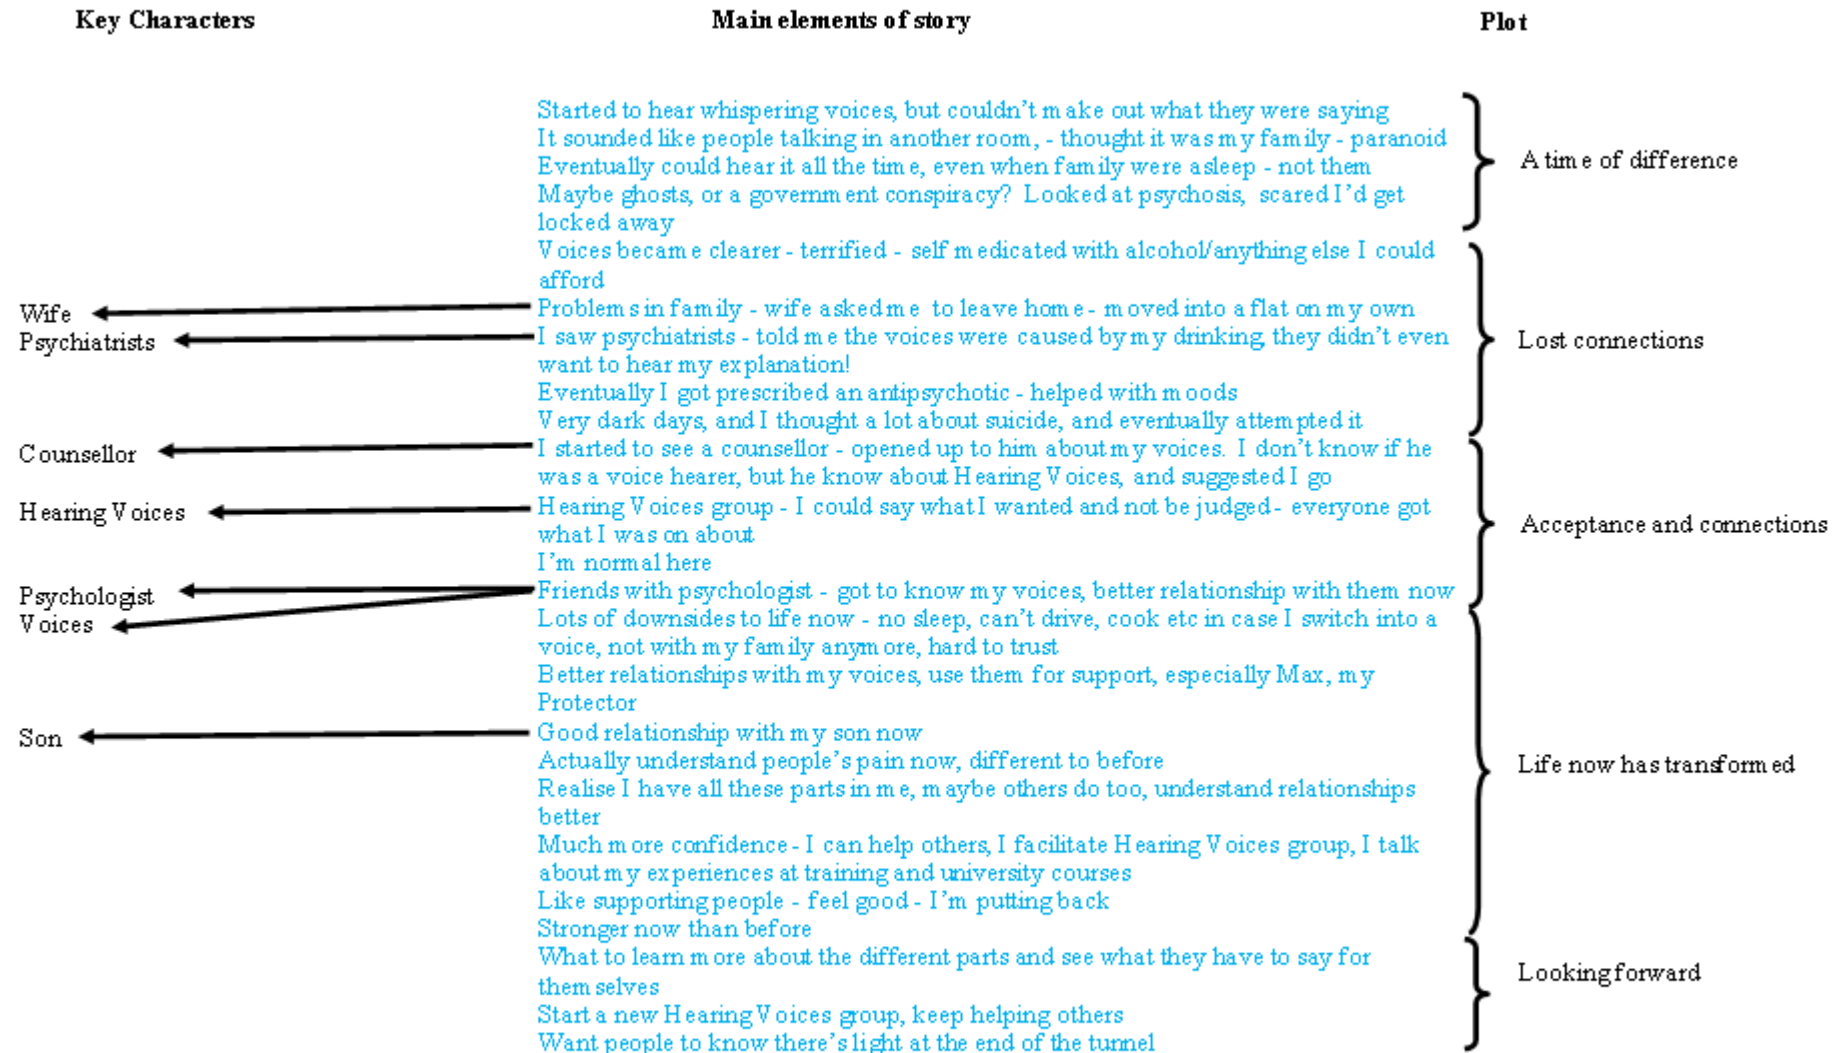 Key Characters Main elements of story Plot
Started to hear whispering voices, but couldn't make out what they were saying
It sounded like people talking in another room, - thought it was my family - paranoid
Eventually could hear it all the time, even when family were asleep - not them
A time of difference
Maybe ghosts, or a government conspiracy? Looked at psychosis, scared I'd get
locked away
Voices became clearer - terrified - self medicated with alcohol/anything else I could
afford
Wife
Problems in family - wife asked me to leave home - moved into a flat on my own
Psychiatrists
I saw psychiatrists - told me the voices were caused by my drinking, they didn't even
Lost connections
want to hear my explanation!
Eventually I got prescribed an antipsychotic - helped with moods
Very dark days, and I thought a lot about suicide, and eventually attempted it
Counsellor
I started to see a counsellor - opened up to him about my voices. I don't know if he
was a voice hearer, but he know about Hearing Voices, and suggested I go
Hearing Voices
Hearing Voices group - I could say what I wanted and not be judged - everyone got
Acceptance and connections
what I was on about
I'm normal here
Psychologist
Friends with psychologist - got to know my voices, better relationship with them now
Voices
Lots of downsides to life now - no sleep, can't drive, cook etc in case I switch into a
voice, not with my family anymore, hard to trust
Better relationships with my voices, use them for support, especially Max, my
Protector
Son
Good relationship with my son now
Actually understand people's pain now, different to before
Life now has transformed
Realise I have all these parts in me, maybe others do too, understand relationships
better
Much more confidence - I can help others, I facilitate Hearing Voices group, I talk
about my experiences at training and university courses
Like supporting people - feel good - I'm putting back
Stronger now than before
What to learn more about the different parts and see what they have to say for
themselves
Looking forward
Start a new Hearing Voices group, keep helping others
Want people to know there's light at the end of the tunnel